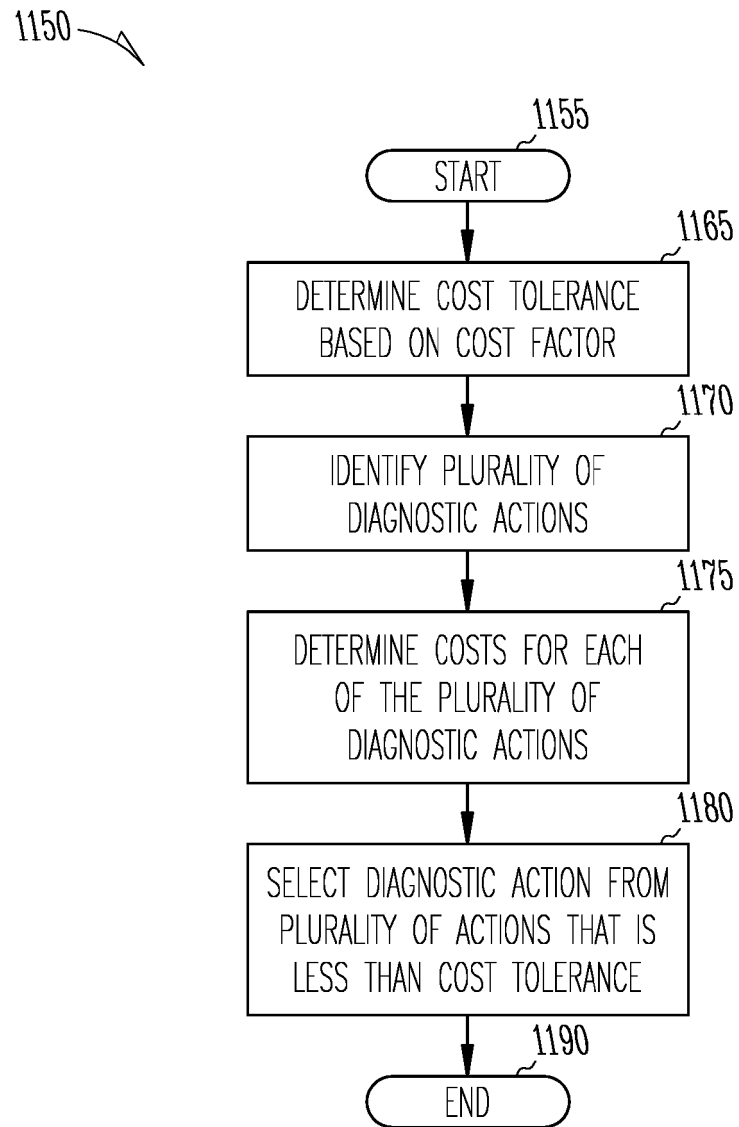 1150
1155
START
1165
DETERMINE COST TOLERANCE
BASED ON COST FACTOR
1170
IDENTIFY PLURALITY OF
DIAGNOSTIC ACTIONS
1175
DETERMINE COSTS FOR EACH
OF THE PLURALITY OF
DIAGNOSTIC ACTIONS
1180
SELECT DIAGNOSTIC ACTION FROM
PLURALITY OF ACTIONS THAT IS
LESS THAN COST TOLERANCE
1190
END